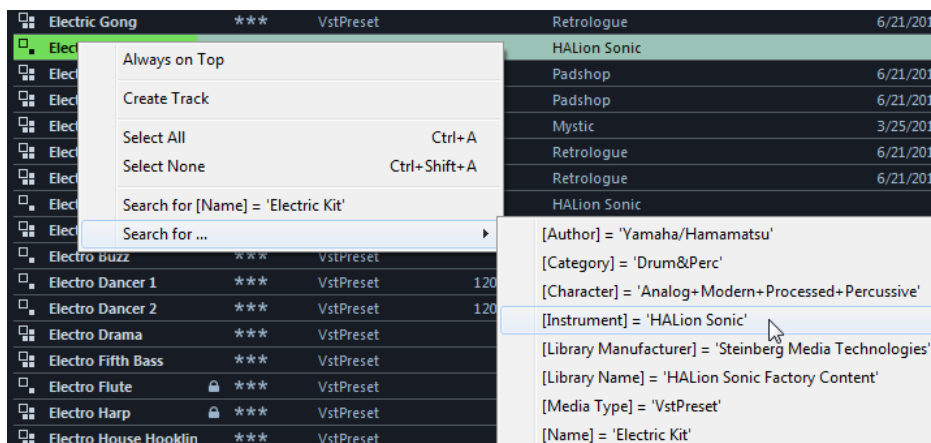 Electric Gong *** VstPreset Retrologue 6/21/201
Elect HALion Sonic
Always on Top
Elect Padshop 6/21/201
Create Track
Elect Padshop 6/21/201
Elect Mystic 3/25/201
Select All Ctrl+A
Elect Retrologue 6/21/201
Select None Ctrl+Shift+A
Elect Retrologue 6/21/201
Elect HALion Sonic
Search for [Name] = 'Electric Kit'
Elect
Search for ...
[Author] = 'Yamaha/Hamamatsu'
Electro Buzz *** VstPreset
[Category] = 'Drum&Perc'
Electro Dancer 1 *** VstPreset 120
[Character] = 'Analog+Modern+Processed+Percussive'
Electro Dancer 2 *** VstPreset 120
[Instrument] = 'HALion Sonic'
Electro Drama *** VstPreset
[Library Manufacturer] = 'Steinberg Media Technologies'
Electro Fifth Bass *** VstPreset
[Library Name] = 'HALion Sonic Factory Content'
Electro Flute *** VstPreset
[Media Type] = 'VstPreset'
Electro Harp *** VstPreset
[Name] = 'Electric Kit'
Electro House Hooklin *** VstPreset